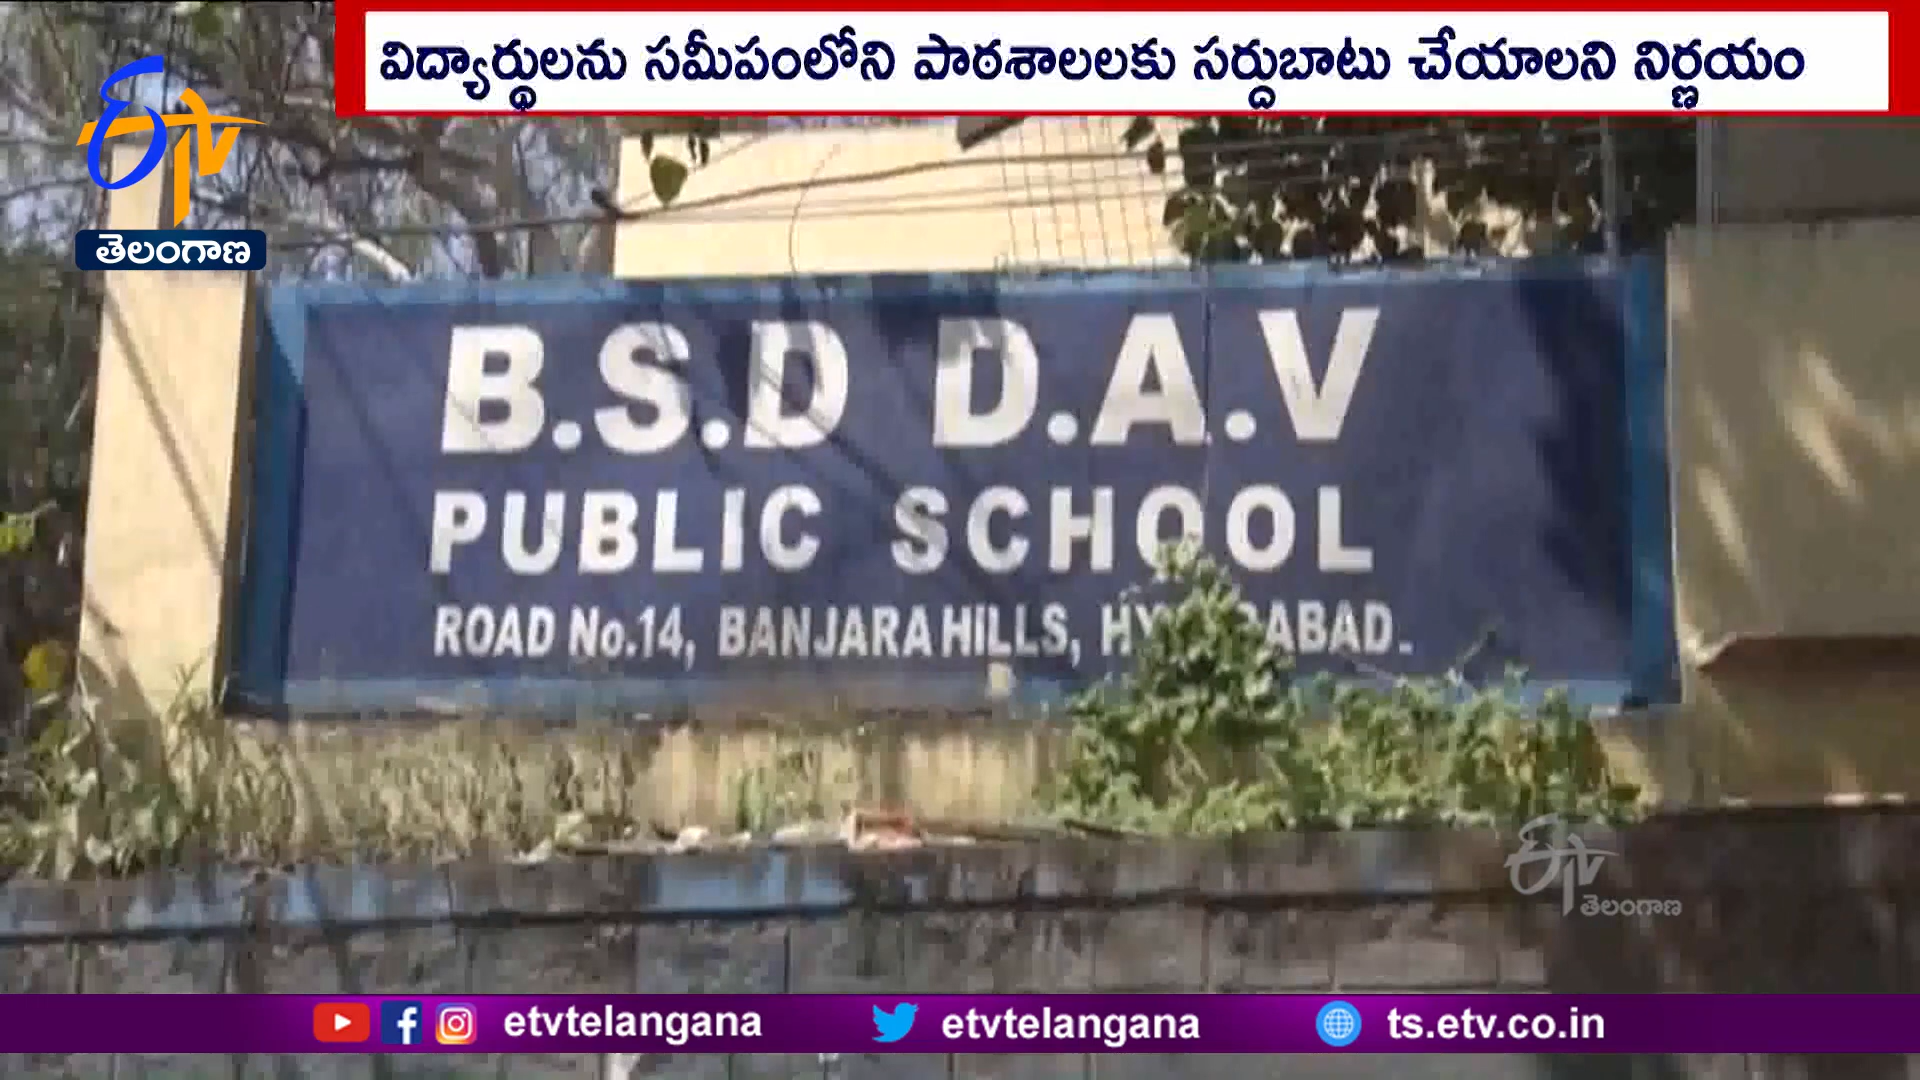 విద్యార్థులను సమీపంలోని పాఠశాలలకు సర్దుబాటు చేయాలని నిర్ణయం
ETV
తెలంగాణ
B.S.D D.A.V
PUBLIC SCHOOL
ROAD No.14, BANJARA HILLS,
తెలంగాణ
etvtelangana
etvtelangana
ts.etv.co.in